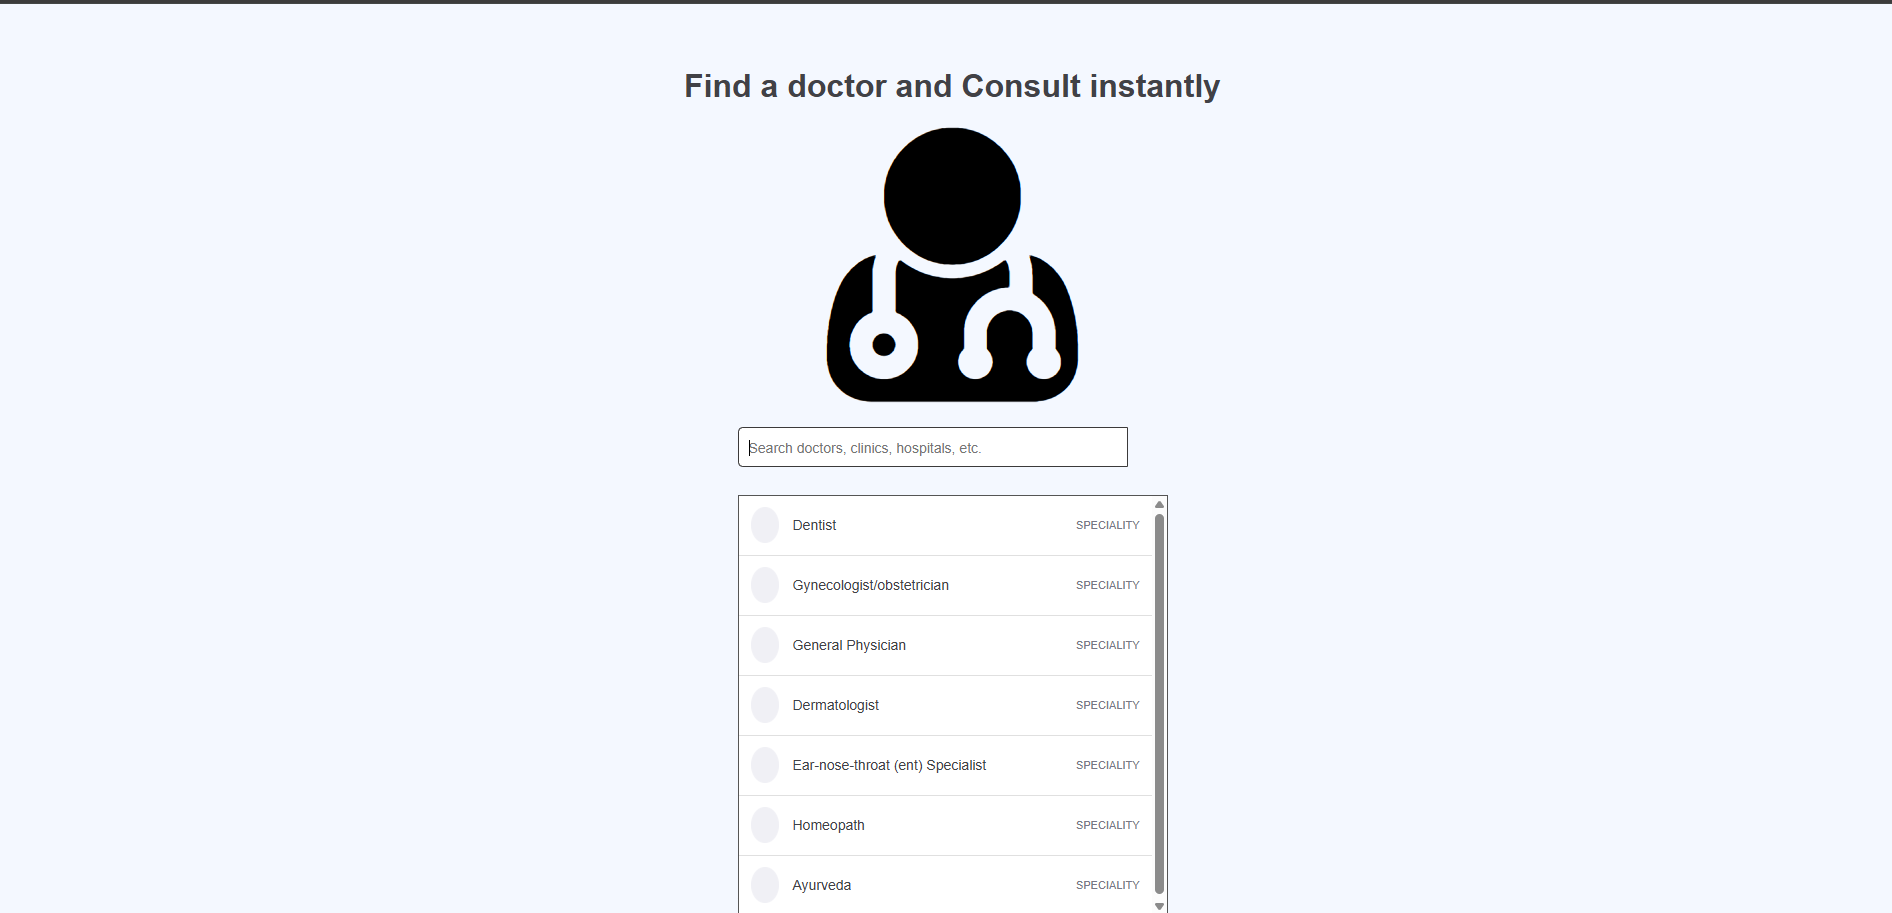 Find a doctor and Consult instantly
Search doctors, clinics, hospitals, etc.
Dentist SPECIALITY
Gynecologist/obstetrician SPECIALITY
General Physician SPECIALITY
Dermatologist SPECIALITY
Ear-nose-throat (ent) Specialist SPECIALITY
Homeopath SPECIALITY
Ayurveda SPECIALITY